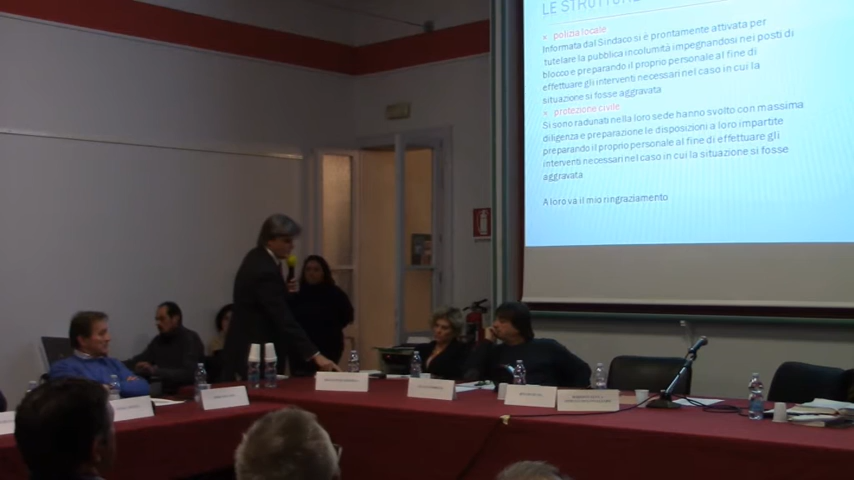 LE STRUTTURE
polizia locale
Informata dal Sindaco si è prontamente attivata per
tutelare la pubblica incolumità impegnandosi nei posti di
blocco e preparando il proprio personale al fine di
effettuare gli interventi necessari nel caso in cui la
situazione si fosse aggravata
protezione civile
Si sono radunati nella loro sede hanno svolto con massima
diligenza e preparazione le disposizioni a loro impartite
preparando il proprio personale al fine di effettuare gli
interventi necessari nel caso in cui la situazione si fosse
aggravata
A loro va il mio ringraziamento